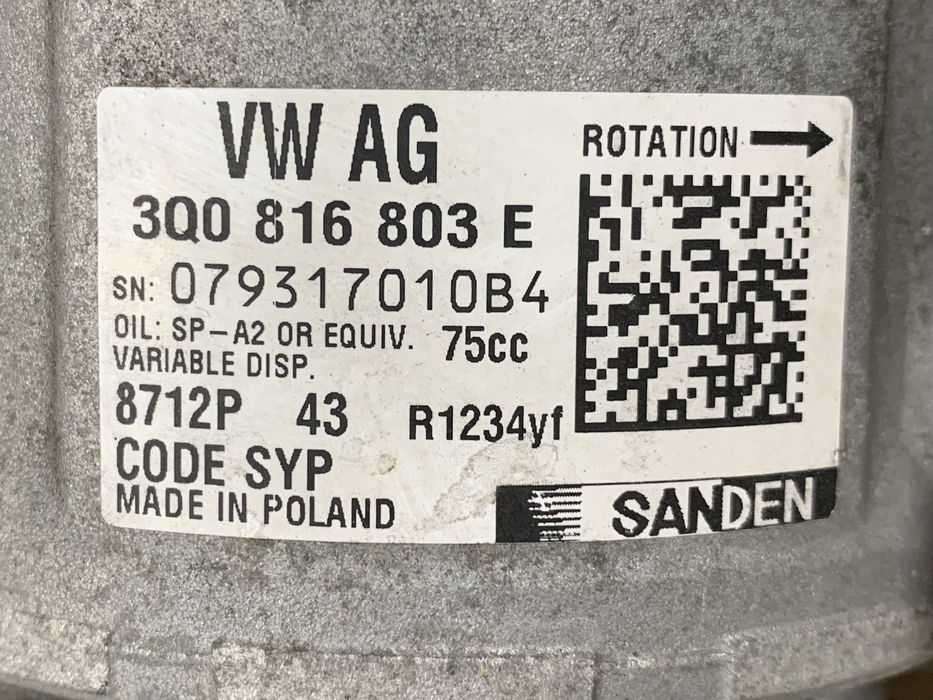 VW AG
ROTATION
3Q0 816 803 E
SN: 079317010B4
OIL: SP-A2 OR EQUIV. 75cc
VARIABLE DISP.
8712P 43 R1234yf
CODE SYP
MADE IN POLAND
SANDEN